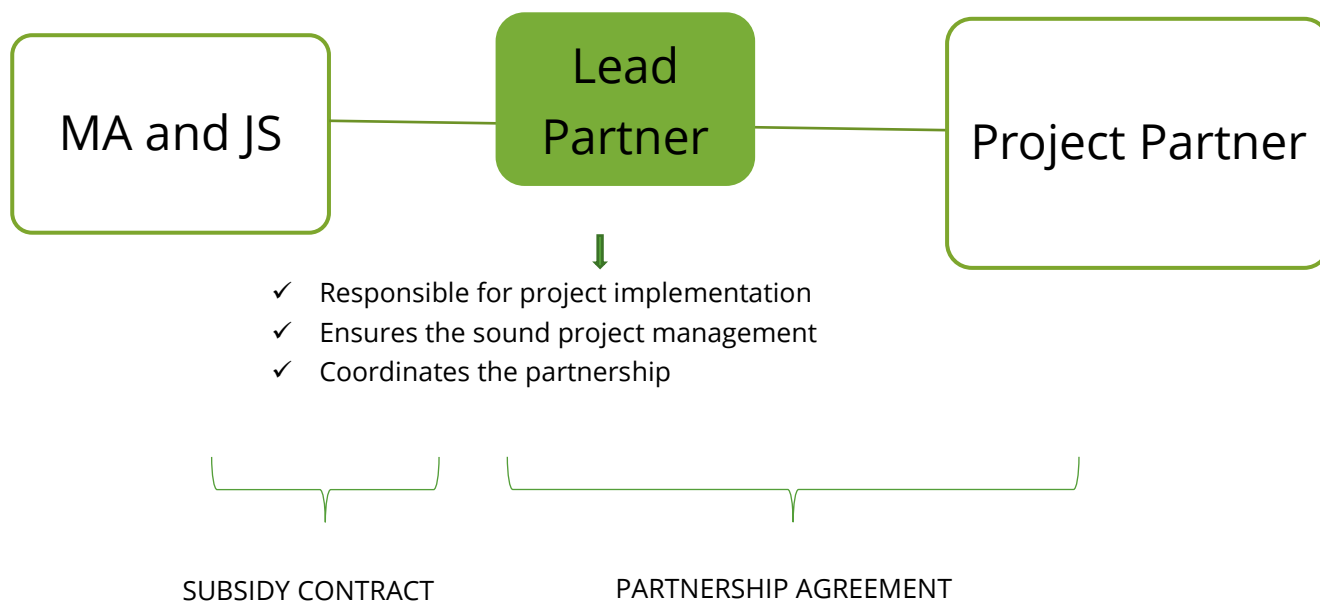 MA and JS
Lead
Partner
Project Partner
✓ Responsible for project implementation
✓ Ensures the sound project management
✓ Coordinates the partnership
SUBSIDY CONTRACT
PARTNERSHIP AGREEMENT